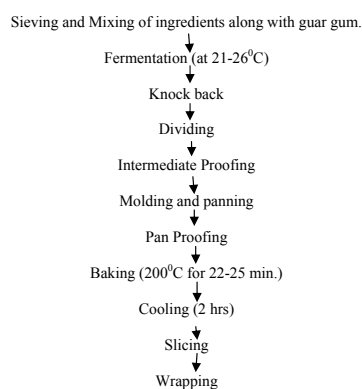 Sieving and Mixing of ingredients along with guar gum.
Fermentation (at 21-26⁰C)
Knock back
Dividing
Intermediate Proofing
Molding and panning
Pan Proofing
Baking (200⁰C for 22-25 min.)
Cooling (2 hrs)
Slicing
Wrapping